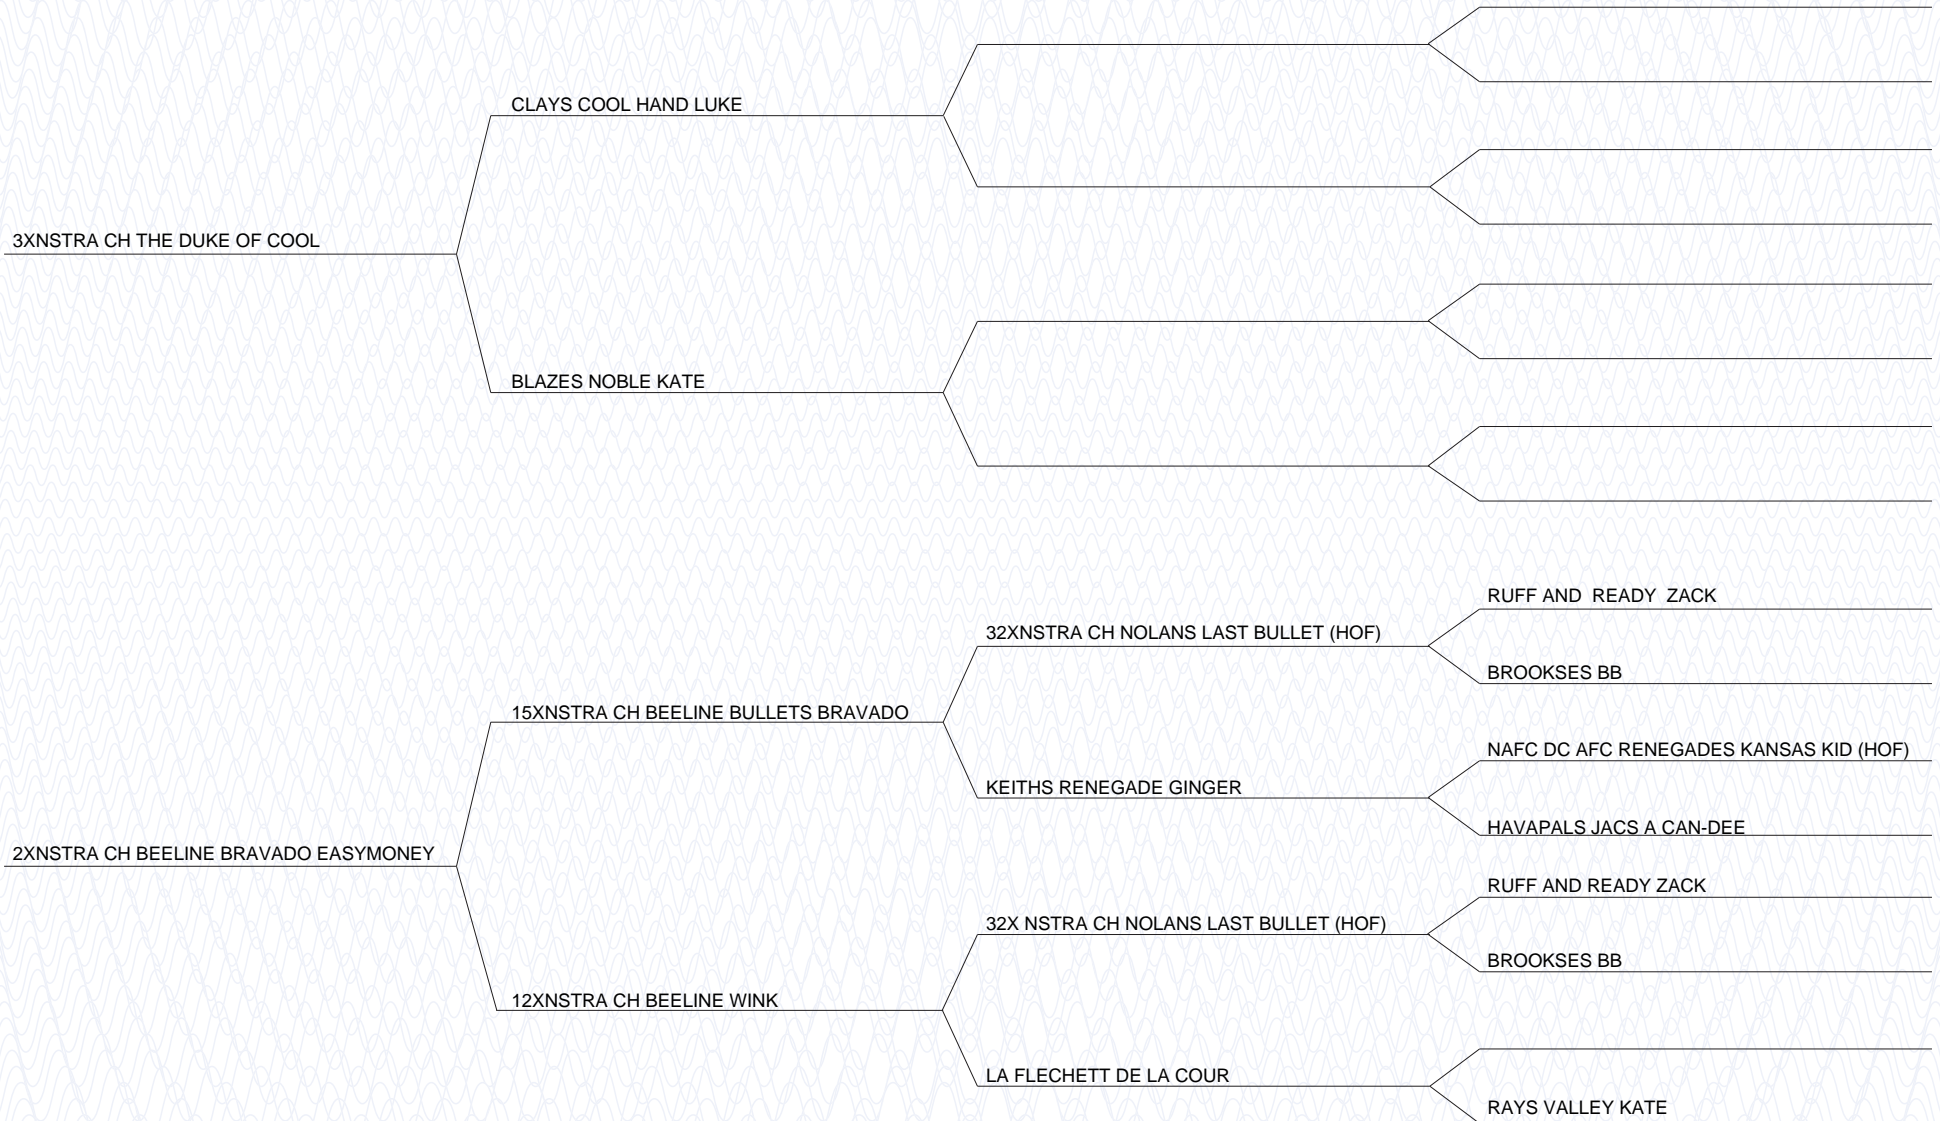 CLAYS COOL HAND LUKE
3XNSTRA CH THE DUKE OF COOL
BLAZES NOBLE KATE
RUFF AND  READY  ZACK
32XNSTRA CH NOLANS LAST BULLET (HOF)
BROOKSES BB
15XNSTRA CH BEELINE BULLETS BRAVADO
NAFC DC AFC RENEGADES KANSAS KID (HOF)
KEITHS RENEGADE GINGER
HAVAPALS JACS A CAN-DEE
2XNSTRA CH BEELINE BRAVADO EASYMONEY
RUFF AND READY ZACK
32X NSTRA CH NOLANS LAST BULLET (HOF)
BROOKSES BB
12XNSTRA CH BEELINE WINK
LA FLECHETT DE LA COUR
RAYS VALLEY KATE